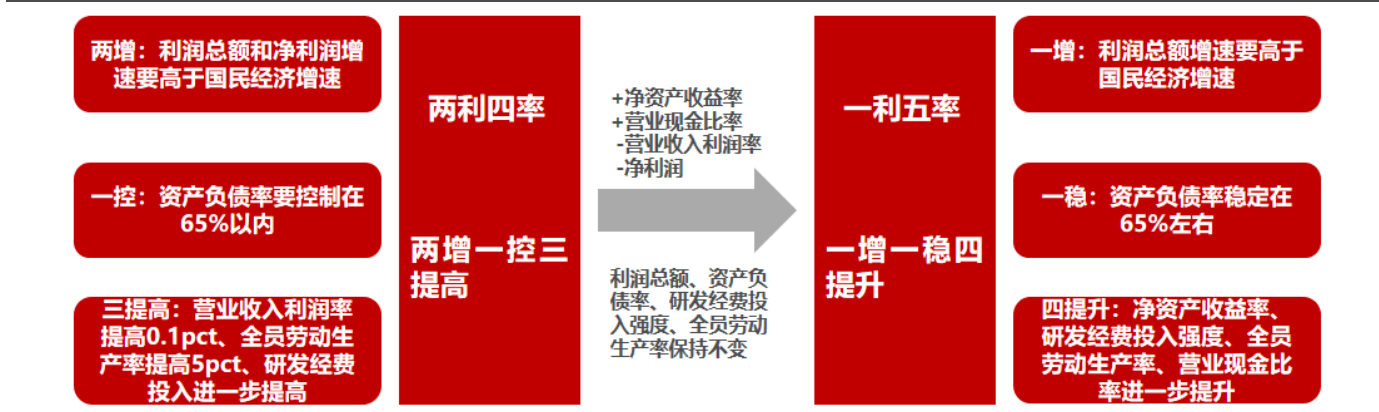 两增：利润总额和净利润增
速要高于国民经济增速
一控：资产负债率要控制在
65%以内
三提高：营业收入利润率
提高0.1pct、全员劳动生
产率提高5pct、研发经费
投入进一步提高
两利四率
两增一控三
提高
+净资产收益率
+营业现金比率
-营业收入利润率
-净利润
利润总额、资产负
债率、研发经费投
入强度、全员劳动
生产率保持不变
一利五率
一增一稳四
提升
一增：利润总额增速要高于
国民经济增速
一稳：资产负债率稳定在
65%左右
四提升：净资产收益率、
研发经费投入强度、全员
劳动生产率、营业现金比
率进一步提升